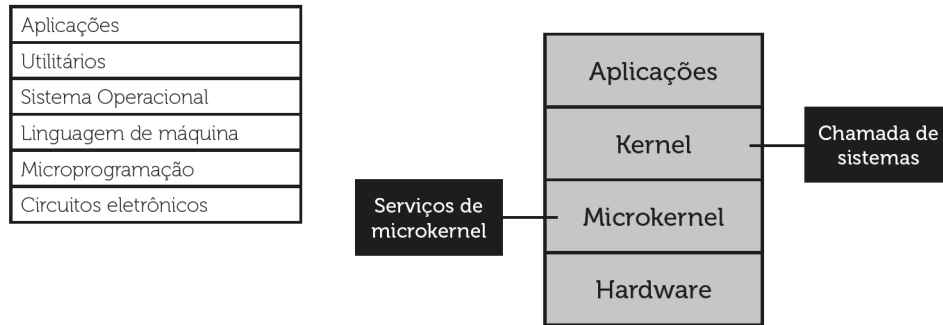 Aplicações
Utilitários
Sistema Operacional
Linguagem de máquina
Microprogramação
Circuitos eletrônicos
Aplicações
Kernel
Chamada de
sistemas
Serviços de
microkernel
Microkernel
Hardware